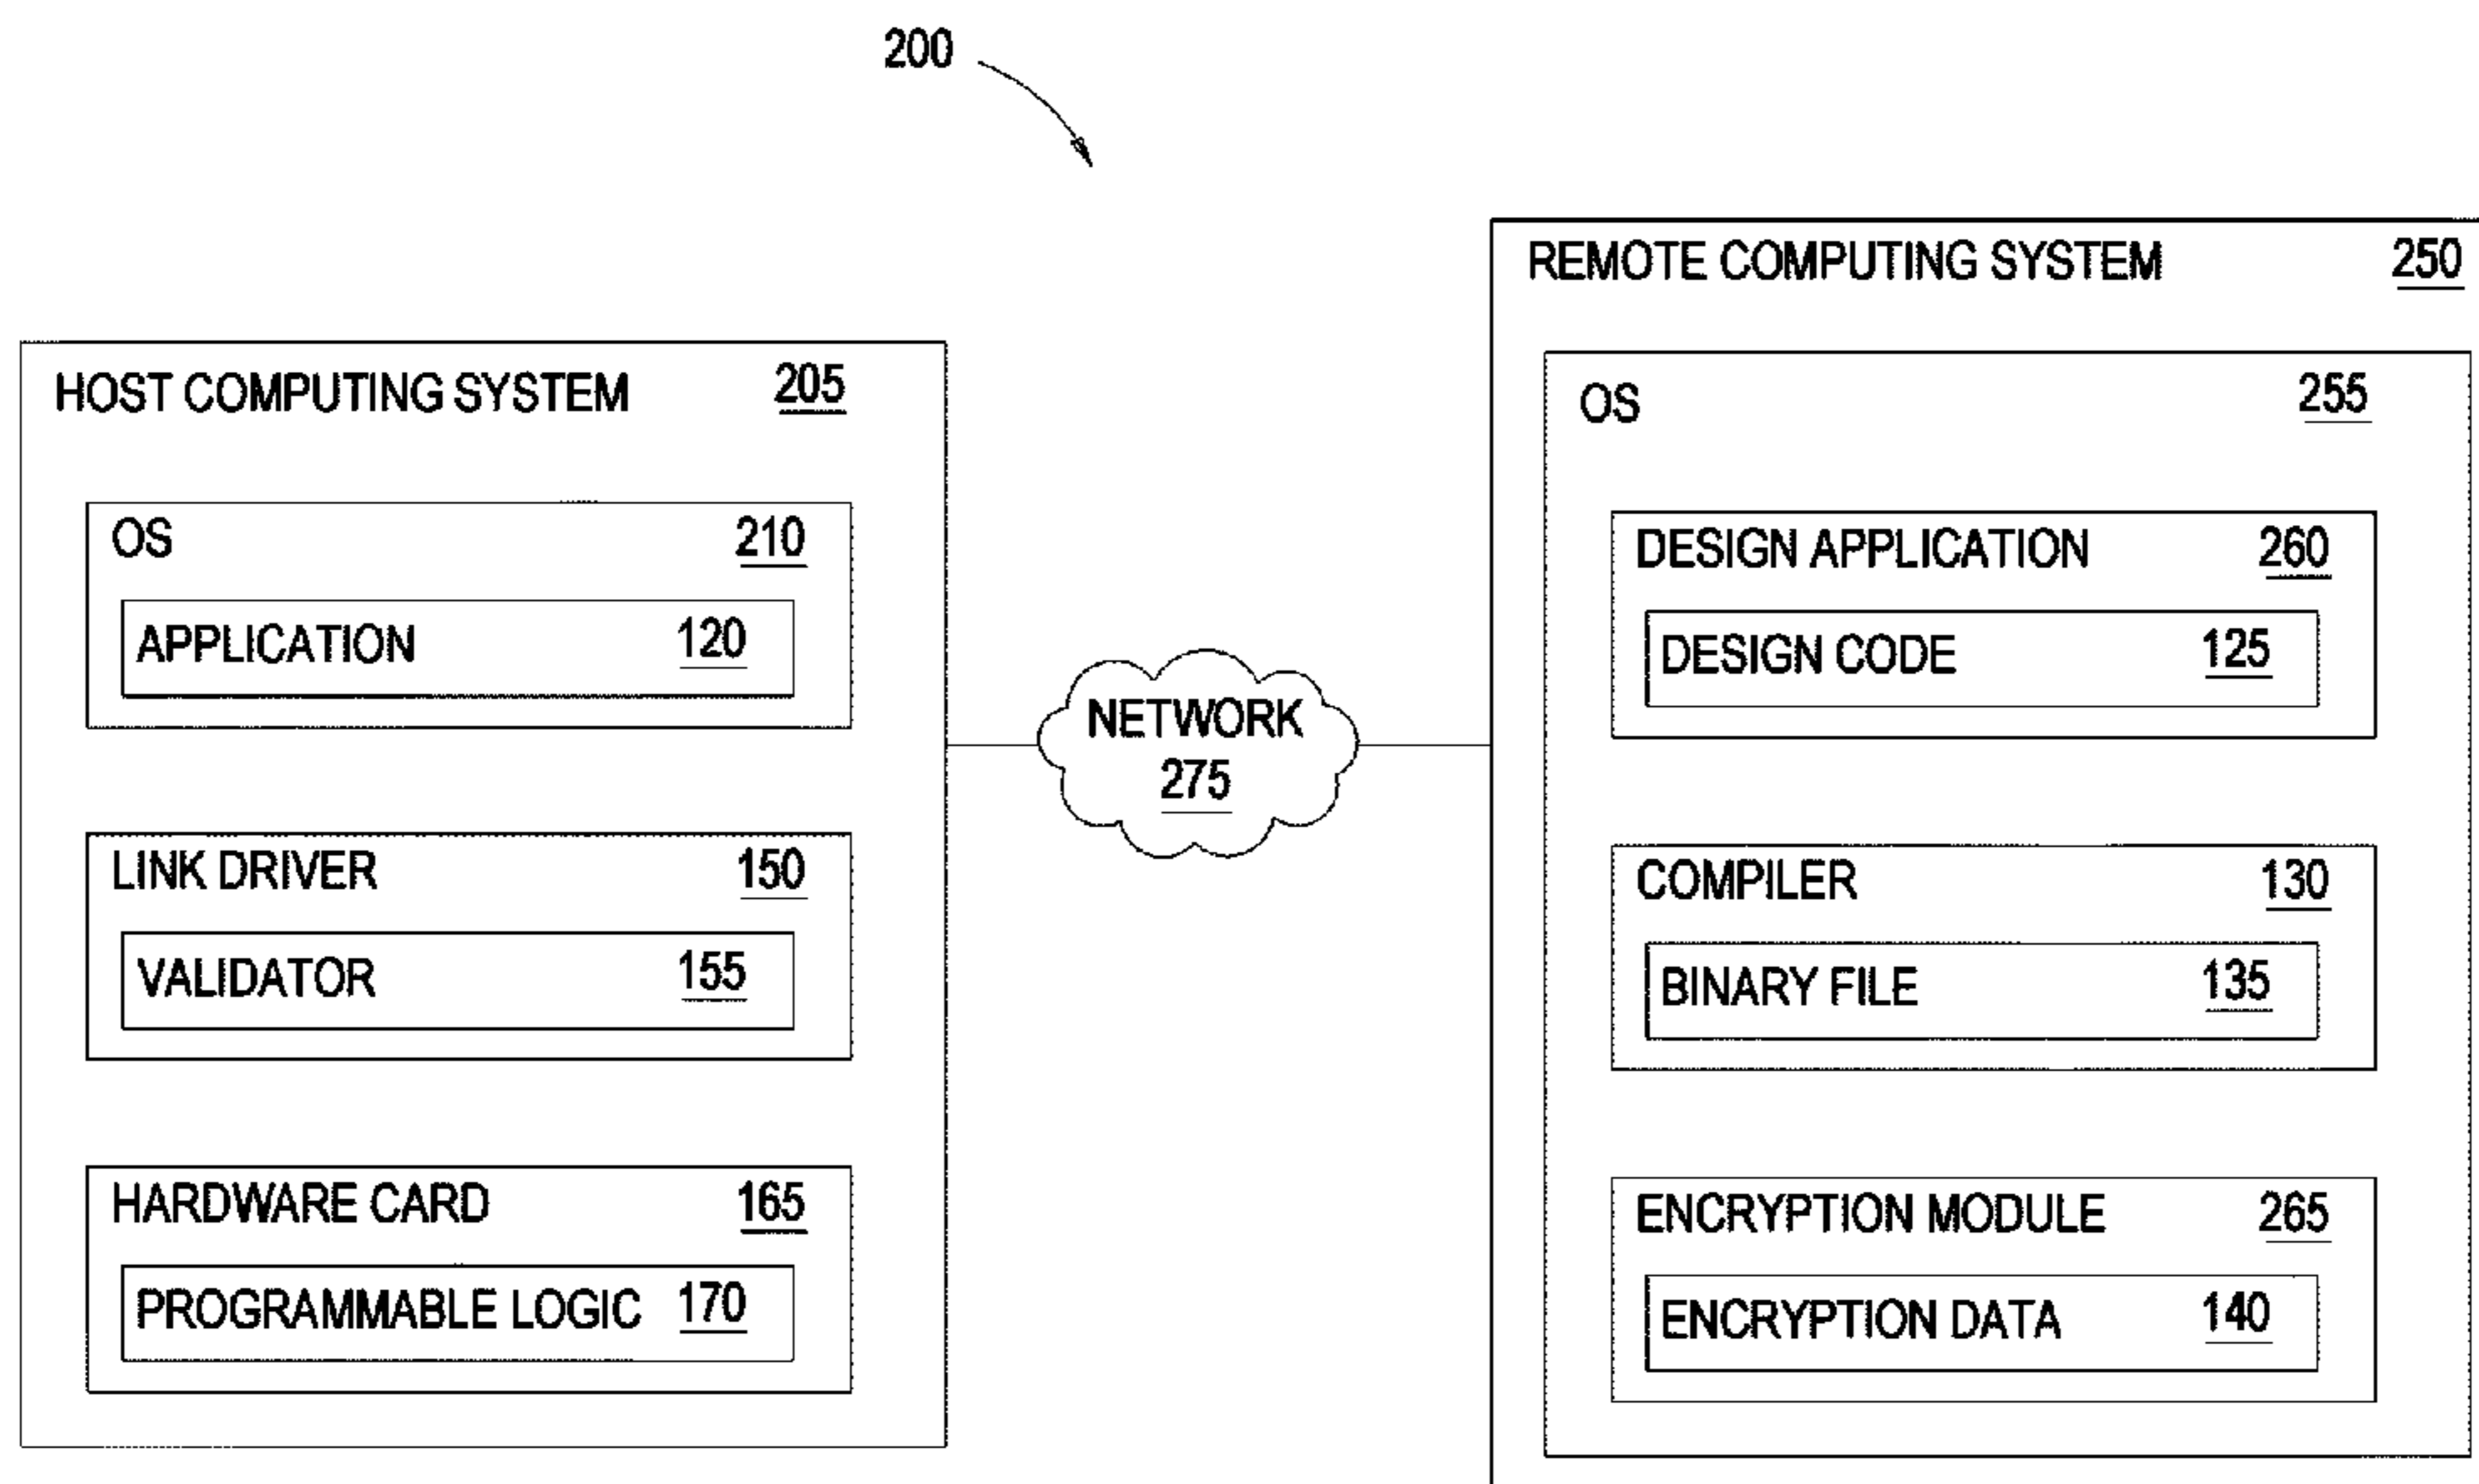 200
HOST COMPUTING SYSTEM 205
OS 210
APPLICATION 120
LINK DRIVER 150
VALIDATOR 155
HARDWARE CARD 165
PROGRAMMABLE LOGIC 170
NETWORK
275
REMOTE COMPUTING SYSTEM 250
OS 255
DESIGN APPLICATION 260
DESIGN CODE 125
COMPILER 130
BINARY FILE 135
ENCRYPTION MODULE 265
ENCRYPTION DATA 140